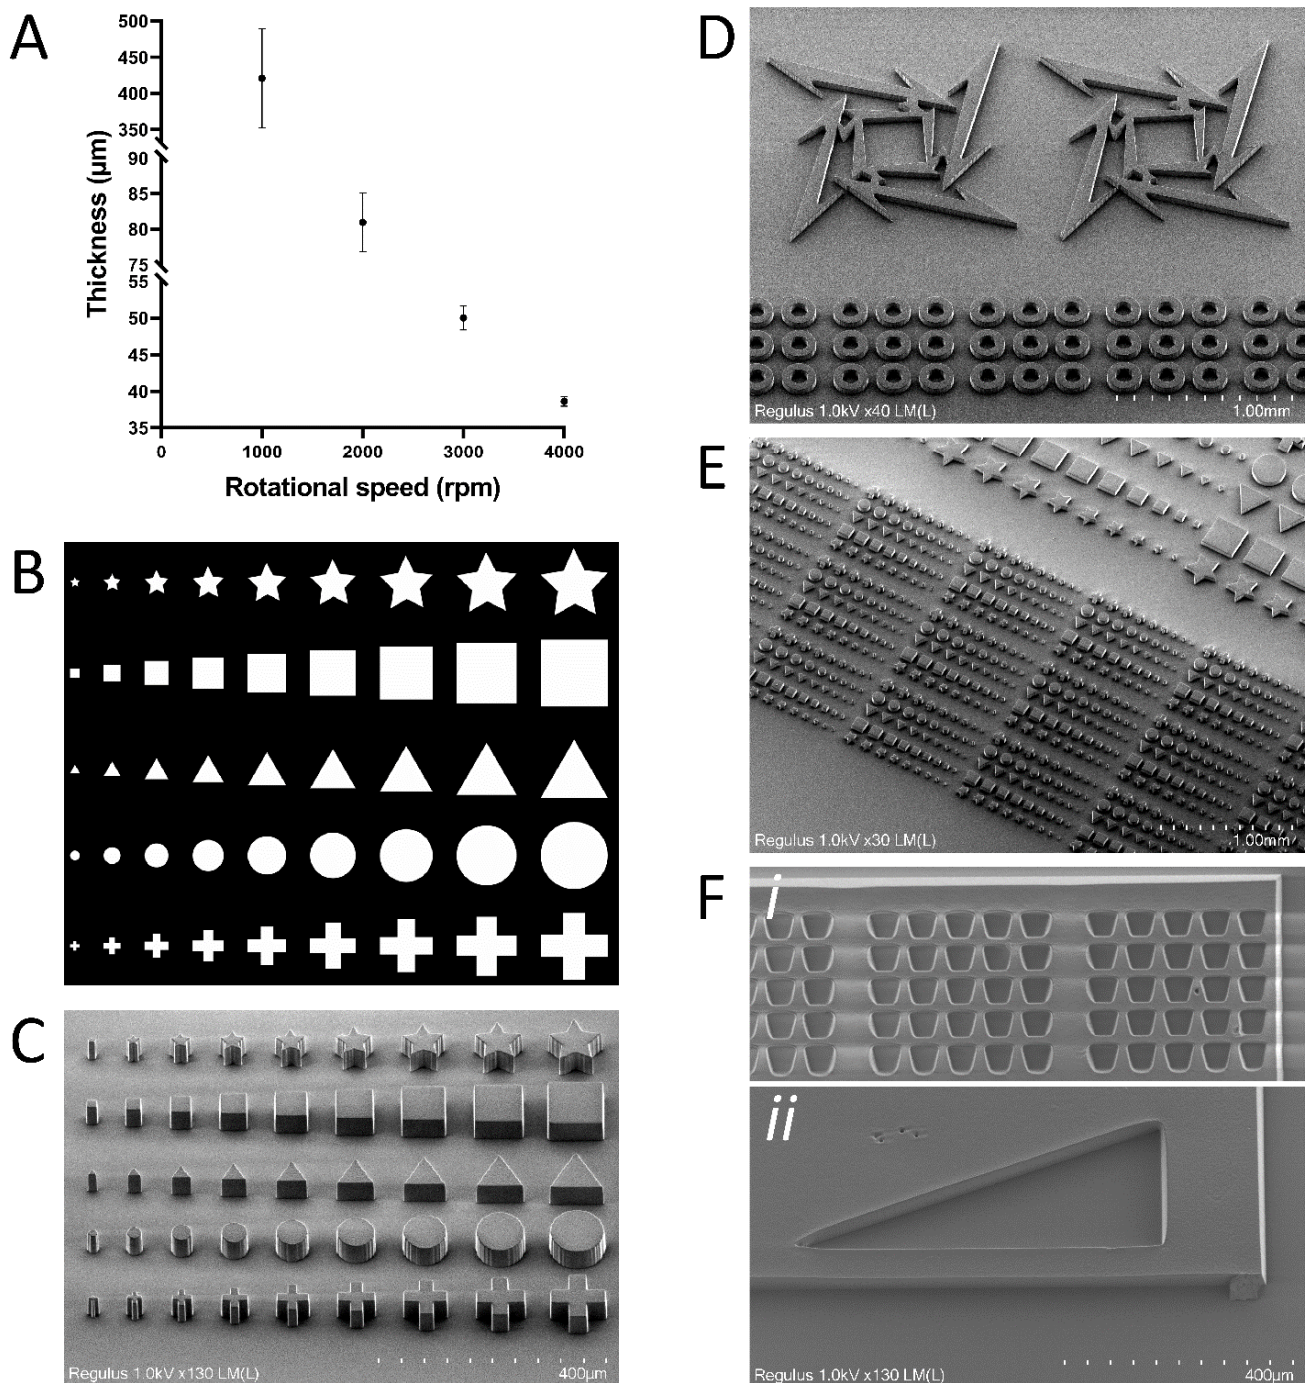 A
500
450
400
350
90
85
80
75
55
50
45
40
35
Thickness (µm)
0 1000 2000 3000 4000
Rotational speed (rpm)
B
C
Regulus 1.0kV x130 LM(L) 400µm
D
Regulus 1.0kV x40 LM(L) 1.00mm
E
Regulus 1.0kV x30 LM(L) 1.00mm
F
i
ii
Regulus 1.0kV x130 LM(L) 400µm